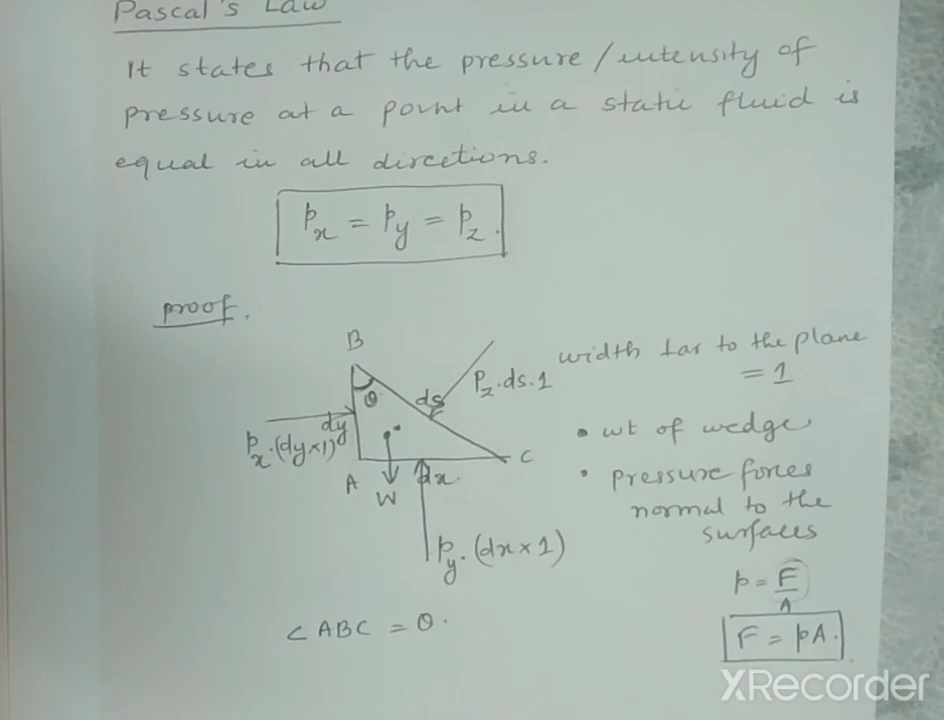 Pascal's Law
It states that the pressure/intensity of
pressure at a point in a static fluid is
equal in all directions.
Px = Py = Pz.
proof.
B
θ
ds
Pz.ds.1
width far to the plane
= 1
Px.(dy×1)
dy
A
W
dx.
C
• wt of wedge
• pressure forces
normal to the
surfaces
Py.(dx×1)
p = F/A
F = pA.
∠ABC = θ.
XRecorder